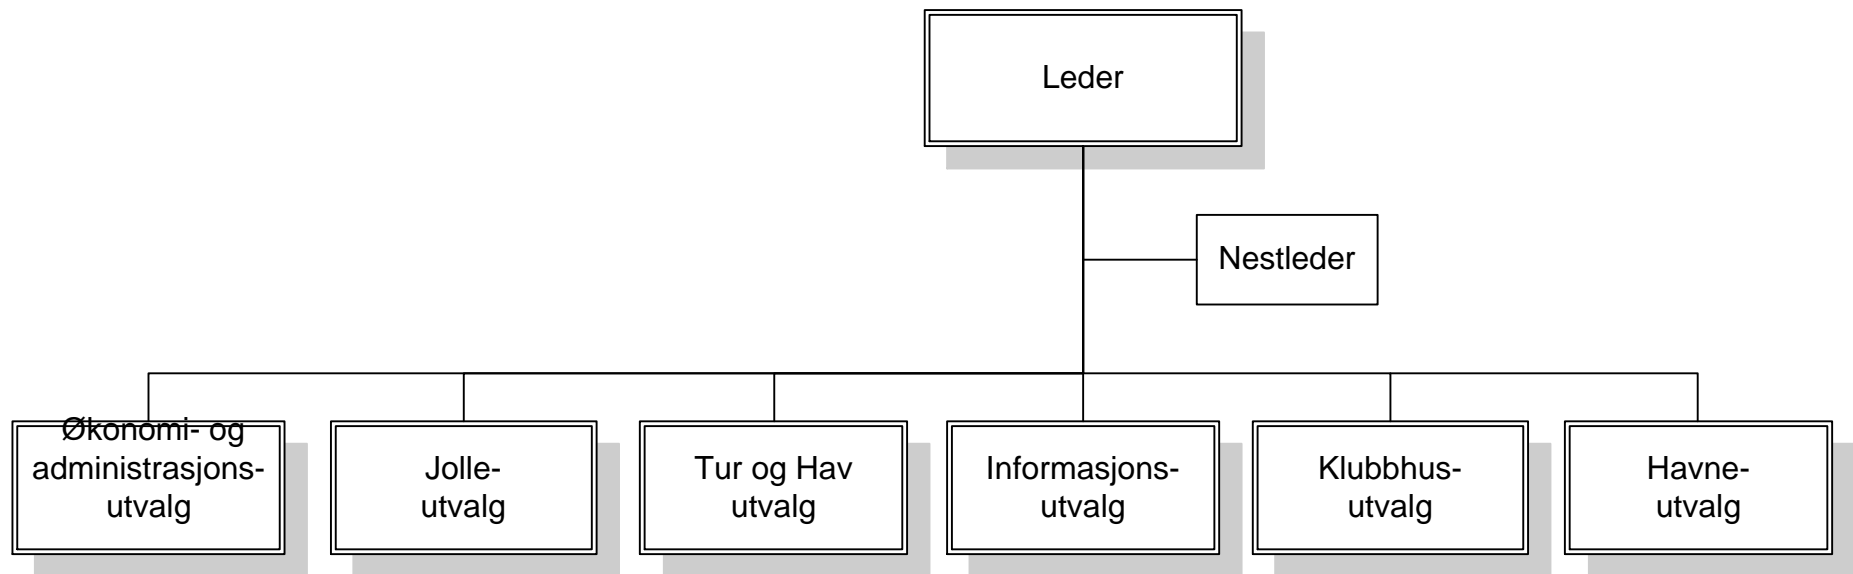 Leder
Nestleder
Økonomi- og
administrasjons-
utvalg
Jolle-
utvalg
Tur og Hav
utvalg
Informasjons-
utvalg
Klubbhus-
utvalg
Havne-
utvalg